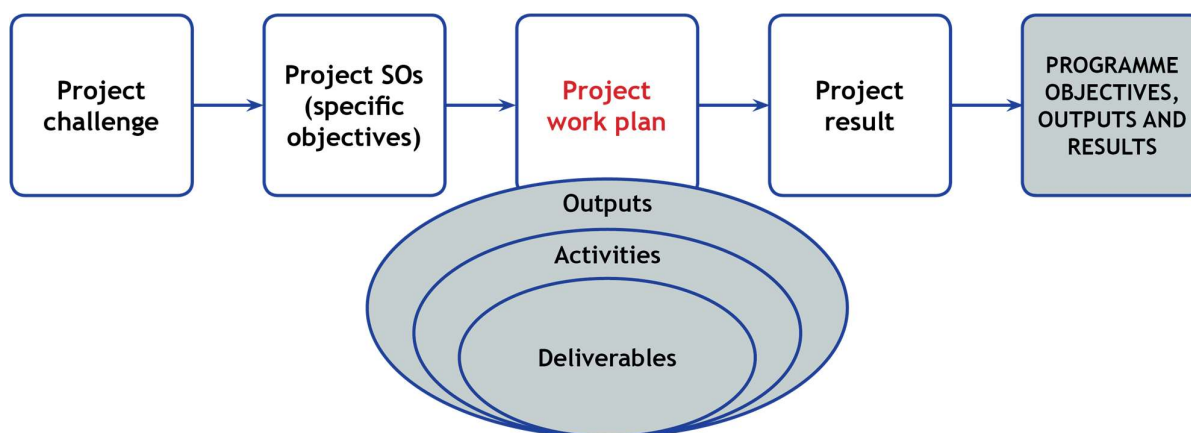 Project
challenge
Project SOs
(specific
objectives)
Project
work plan
Project
result
PROGRAMME
OBJECTIVES,
OUTPUTS AND
RESULTS
Outputs
Activities
Deliverables